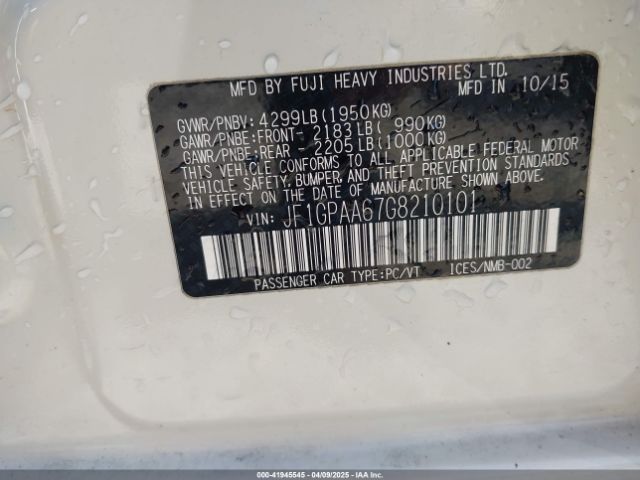 MFD BY FUJI HEAVY INDUSTRIES LTD.
MFD IN 10/15
GVWR/PNBV: 4299LB(1950KG)
GAWR/PNBE:FRONT- 2183LB( 990KG)
GAWR/PNBE:REAR - 2205LB(1000KG)
THIS VEHICLE CONFORMS TO ALL APPLICABLE FEDERAL MOTOR
VEHICLE SAFETY, BUMPER, AND THEFT PREVENTION STANDARDS
IN EFFECT ON THE DATE OF MANUFACTURE SHOWN ABOVE.
VIN: JF1GPAA67G8210101
PASSENGER CAR TYPE:PC/VT ICES/NMB-002
000-41945545 - 04/09/2025 - IAAI.COM